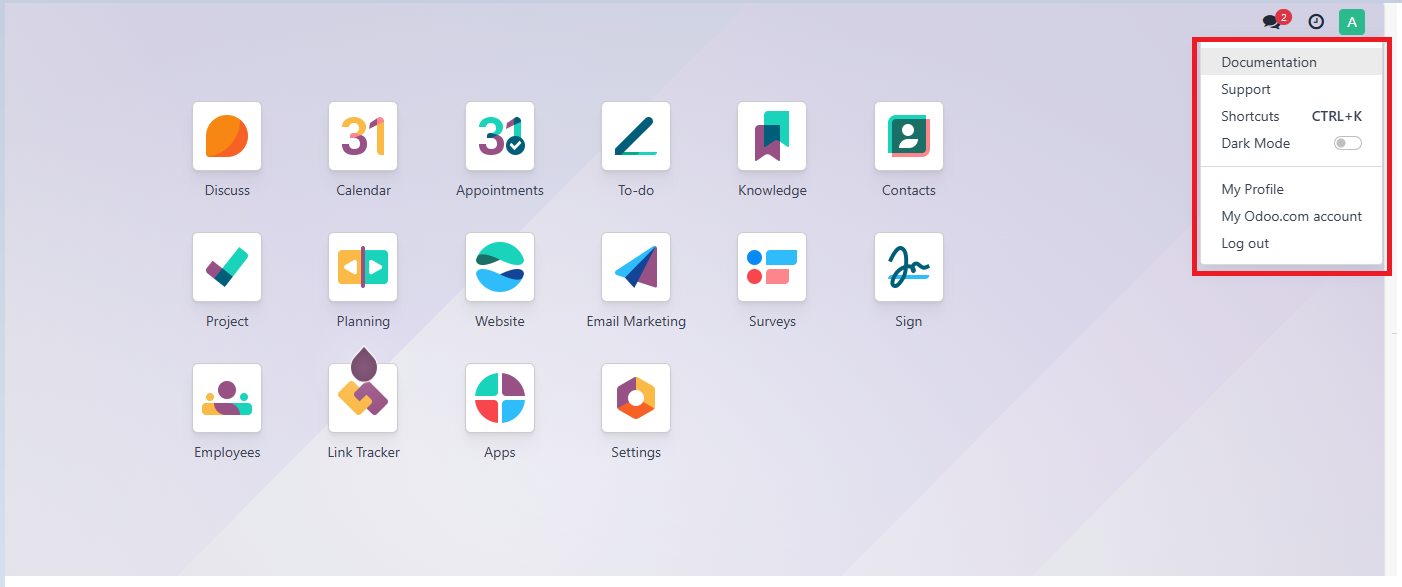 2
A
Documentation
Support
Shortcuts CTRL+K
Dark Mode
My Profile
My Odoo.com account
Log out
31 31
Discuss Calendar Appointments To-do Knowledge Contacts
Project Planning Website Email Marketing Surveys Sign
Employees Link Tracker Apps Settings